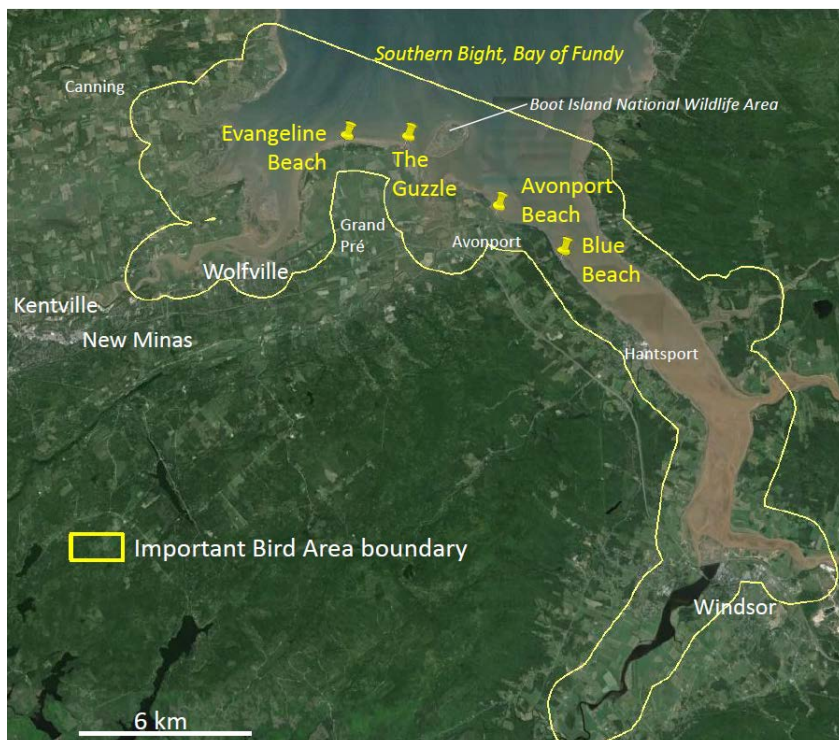 Southern Bight, Bay of Fundy
Canning
Boot Island National Wildlife Area
Evangeline
Beach
The
Guzzle
Avonport
Beach
Grand
Pré
Avonport
Blue
Beach
Wolfville
Kentville
New Minas
Hantsport
Important Bird Area boundary
Windsor
6 km